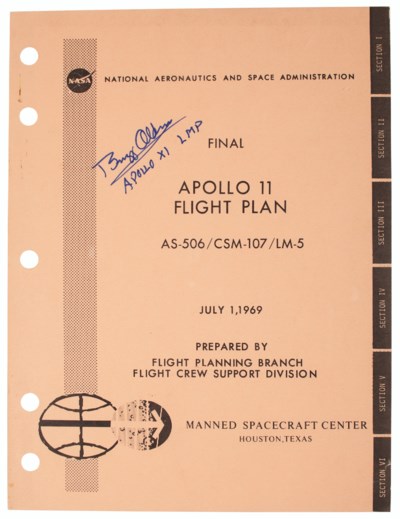 NASA
NATIONAL AERONAUTICS AND SPACE ADMINISTRATION
Buzz Aldrin
APOLLO XI LMP
FINAL
APOLLO 11
FLIGHT PLAN
AS-506/CSM-107/LM-5
JULY 1,1969
PREPARED BY
FLIGHT PLANNING BRANCH
FLIGHT CREW SUPPORT DIVISION
MANNED SPACECRAFT CENTER
HOUSTON,TEXAS
SECTION I
SECTION II
SECTION III
SECTION IV
SECTION V
SECTION VI